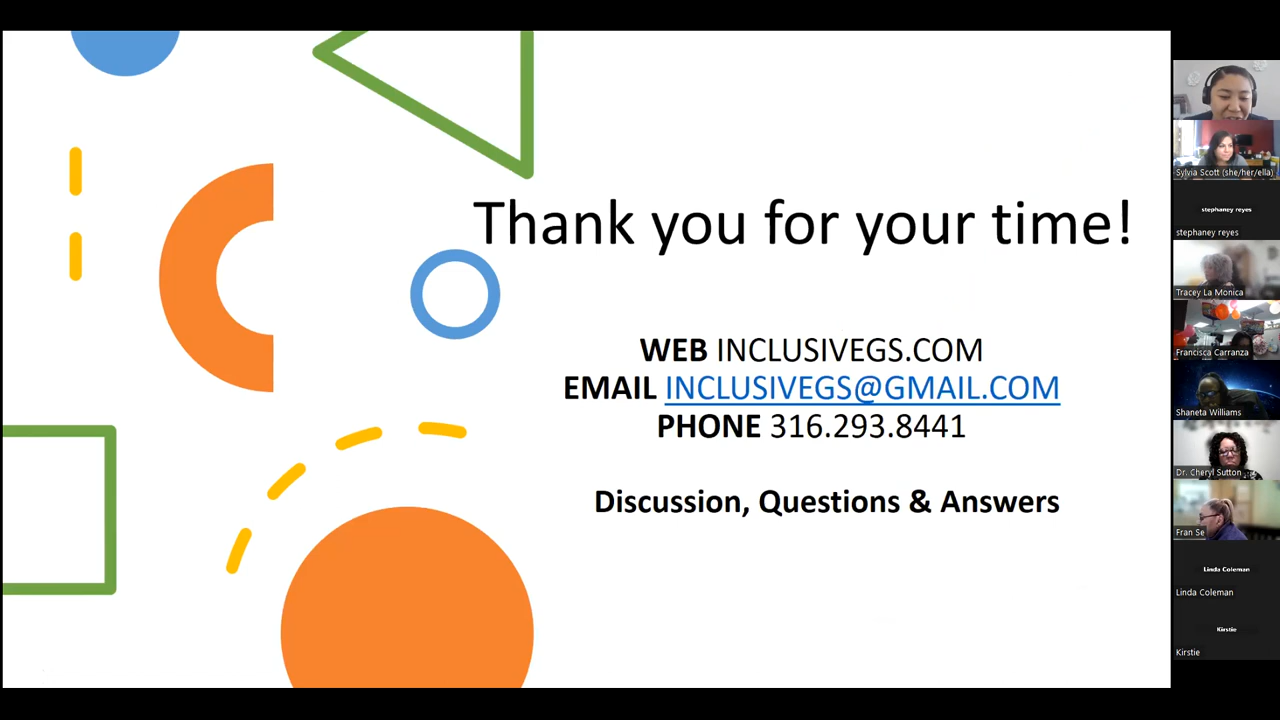 Thank you for your time!
WEB INCLUSIVEGS.COM
EMAIL INCLUSIVEGS@GMAIL.COM
PHONE 316.293.8441
Discussion, Questions & Answers
Sylvia Scott (she/her/ella)
stephaney reyes
stephaney reyes
Tracey La Monica
Francisca Carranza
Shaneta Williams
Dr. Cheryl Sutton
Fran Se
Linda Coleman
Linda Coleman
Kirstie
Kirstie